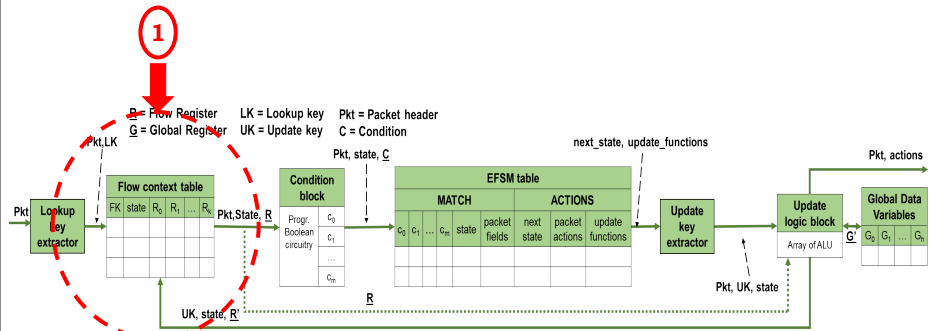 1
R = Flow Register LK = Lookup key Pkt = Packet header
G = Global Register UK = Update key C = Condition
Pkt,LK
Pkt, state, C
next_state, update_functions
Pkt, actions
Pkt
Lookup
key
extractor
Flow context table
FK state R0 R1 … Rk
Pkt,State, R
Condition
block
Progr.
Boolean
circuitry
c0
c1
…
cm
EFSM table
MATCH ACTIONS
c0 c1 … cm state packet fields next state packet actions update functions
Update
key
extractor
Update
logic block
Array of ALU
G'
Global Data
Variables
G0 G1 … Gh
Pkt, UK, state
R
UK, state, R'